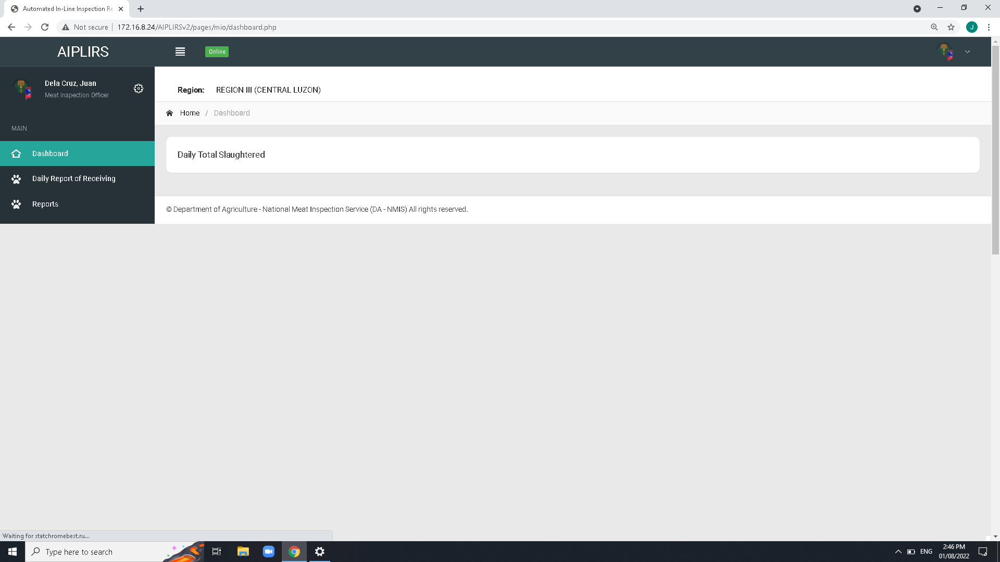 Automated In-Line Inspection Re
Not secure
172.16.8.24/AIPLIRSv2/pages/mio/dashboard.php
J
AIPLIRS
Online
Dela Cruz, Juan
Meat Inspection Officer
Region: REGION III (CENTRAL LUZON)
Home / Dashboard
MAIN
Dashboard
Daily Report of Receiving
Reports
Daily Total Slaughtered
© Department of Agriculture - National Meat Inspection Service (DA - NMIS) All rights reserved.
Waiting for statchromebest.ru...
Type here to search
ENG
2:46 PM
01/08/2022